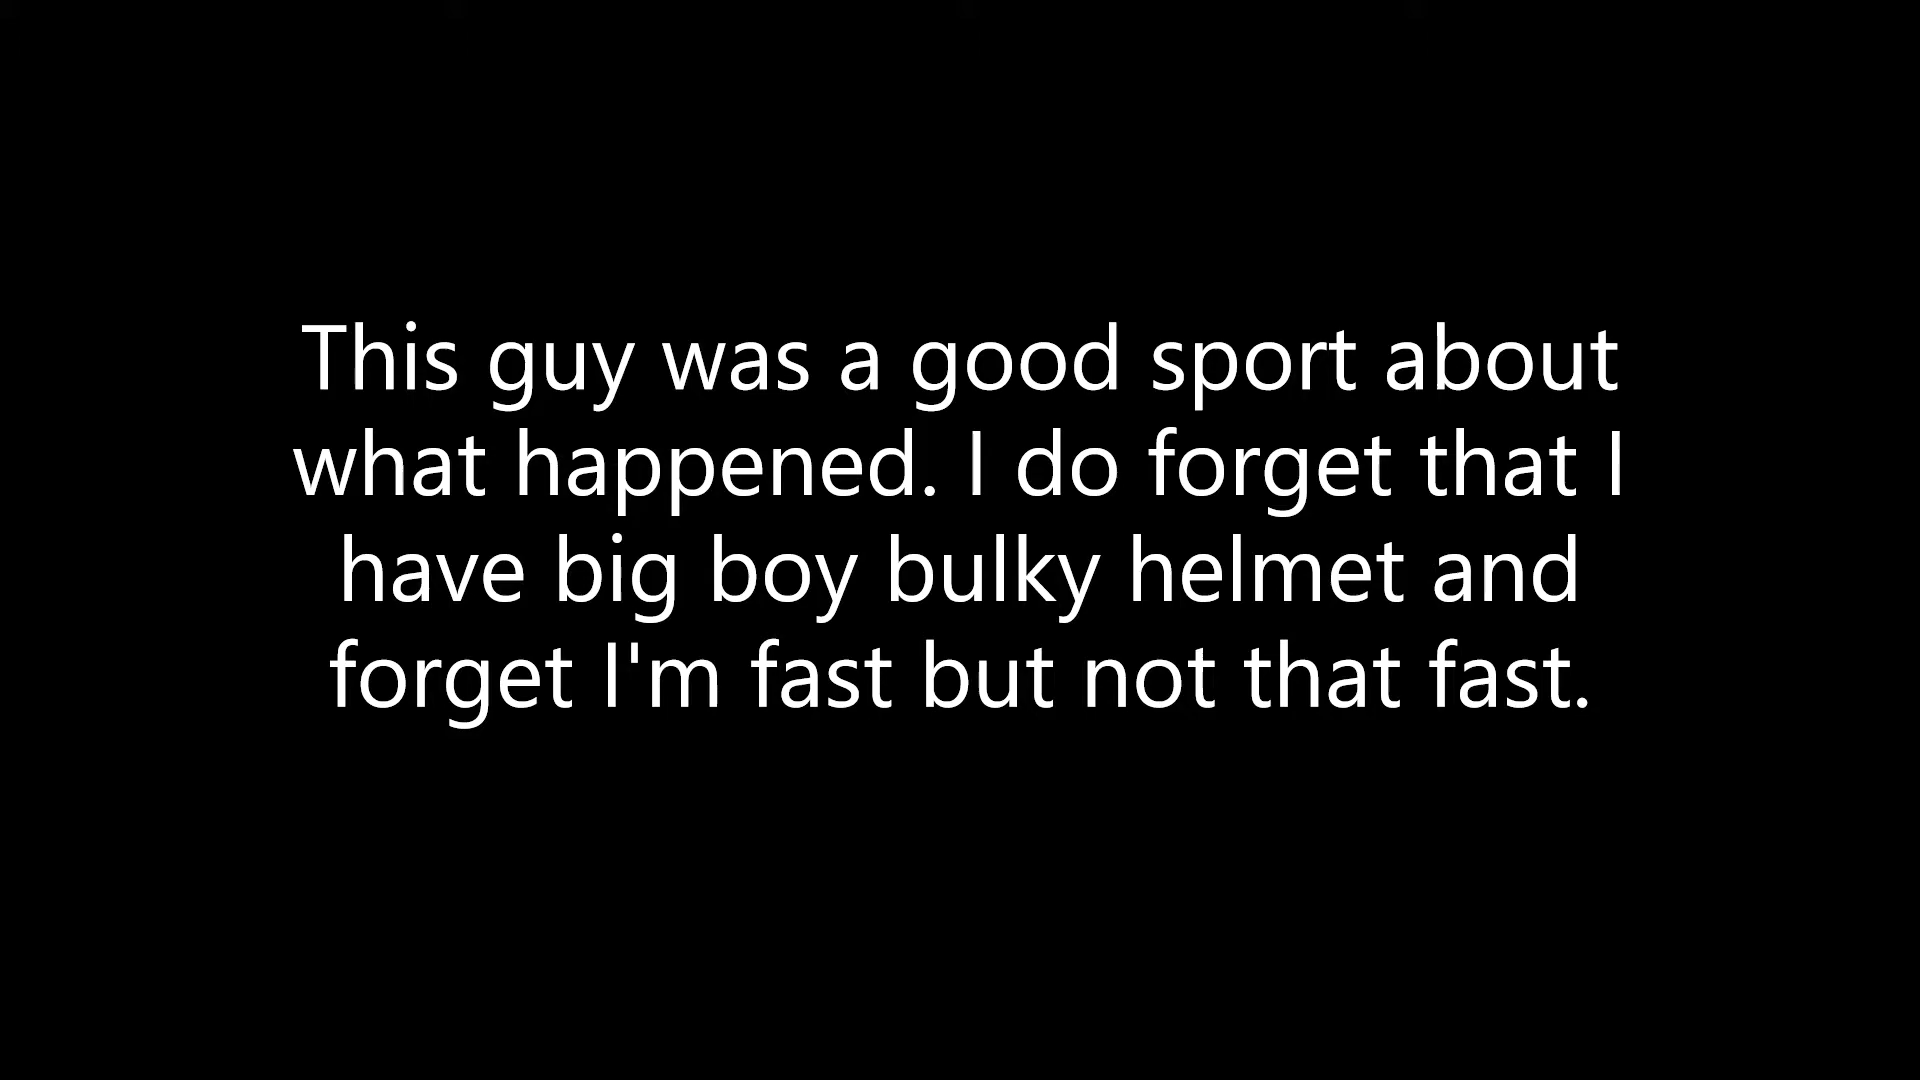 This guy was a good sport about
what happened. I do forget that I
have big boy bulky helmet and
forget I'm fast but not that fast.